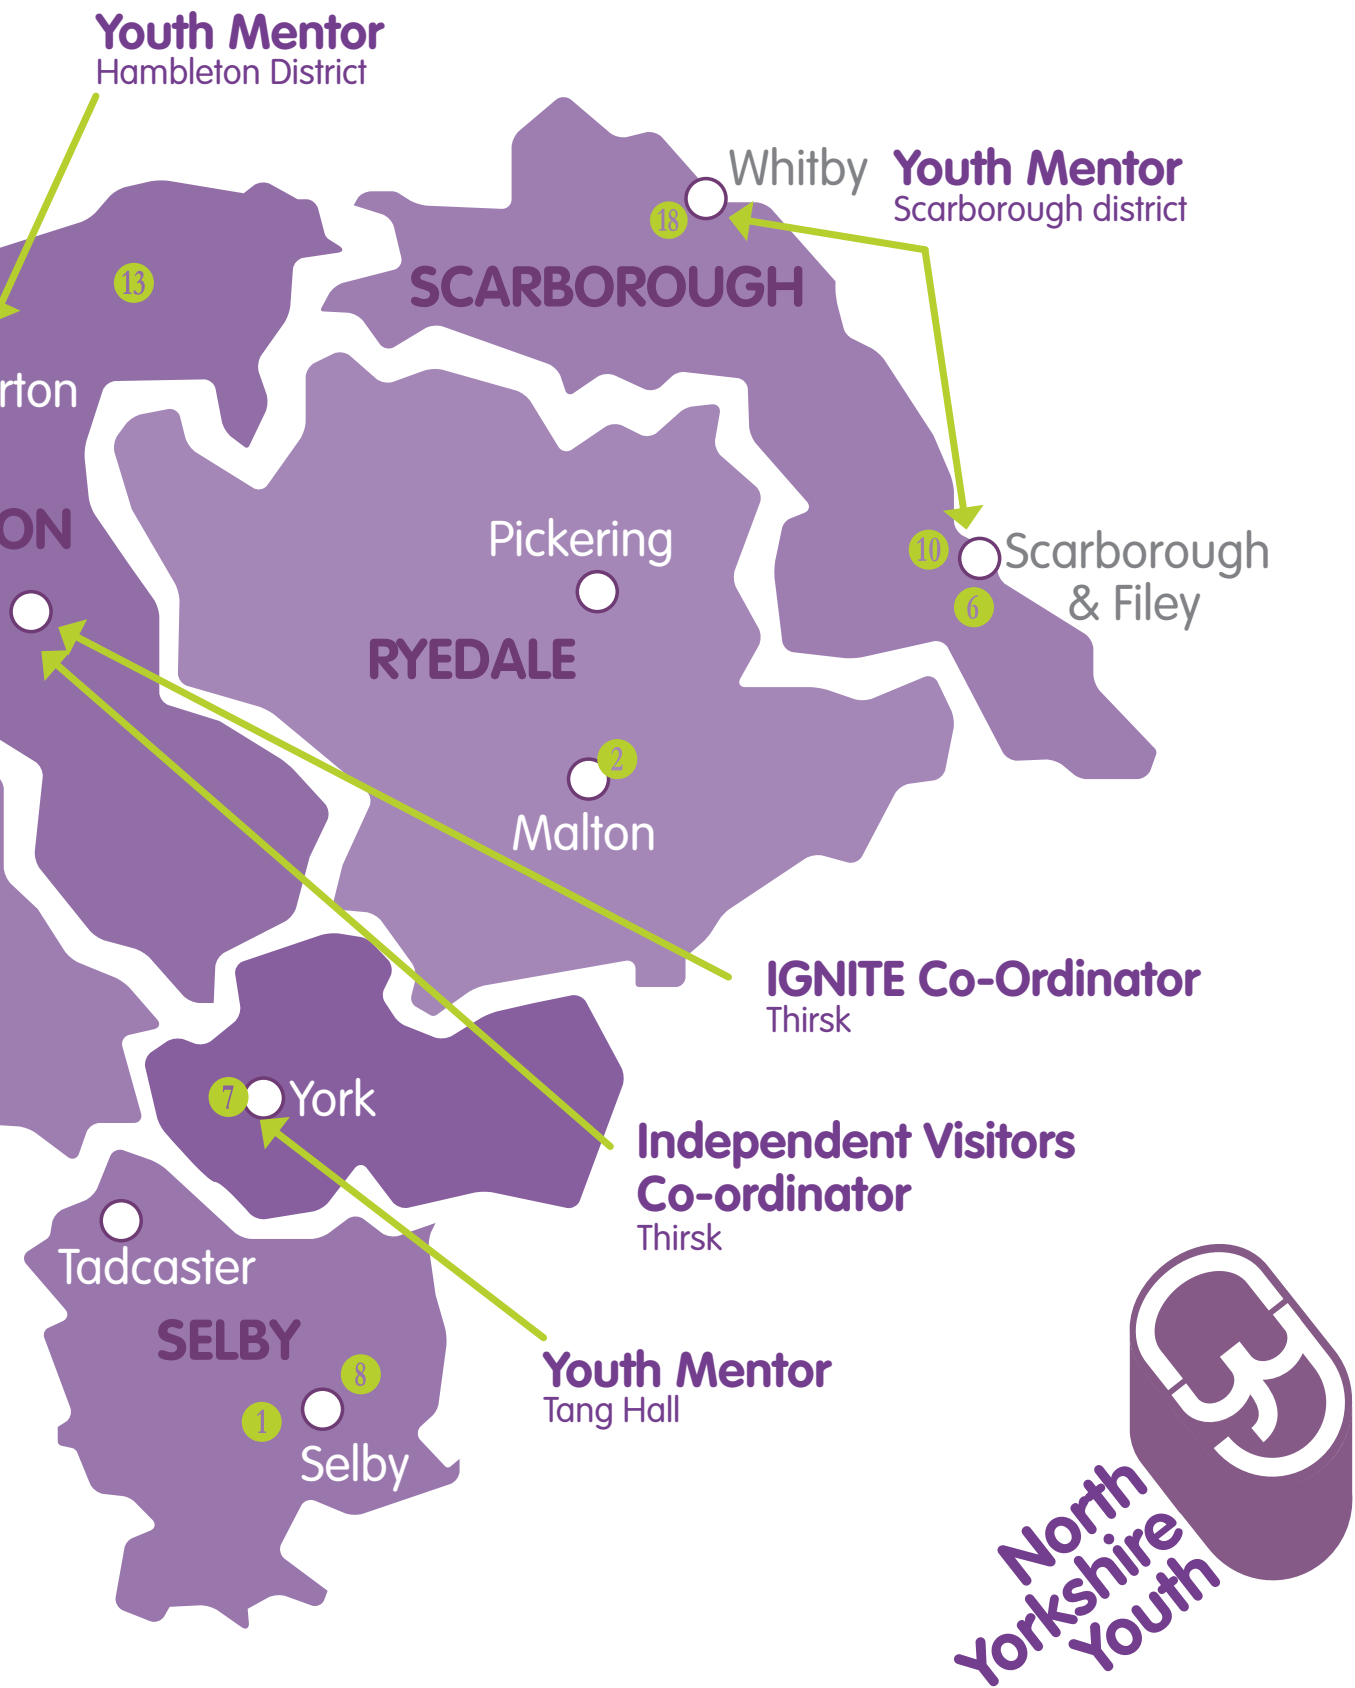 Youth Mentor
Hambleton District
Whitby
Youth Mentor
Scarborough district
18
SCARBOROUGH
13
rton
ON
Pickering
10
Scarborough
& Filey
6
RYEDALE
2
Malton
IGNITE Co-Ordinator
Thirsk
7
York
Independent Visitors
Co-ordinator
Thirsk
Tadcaster
SELBY
8
1
Selby
Youth Mentor
Tang Hall
North
Yorkshire
Youth